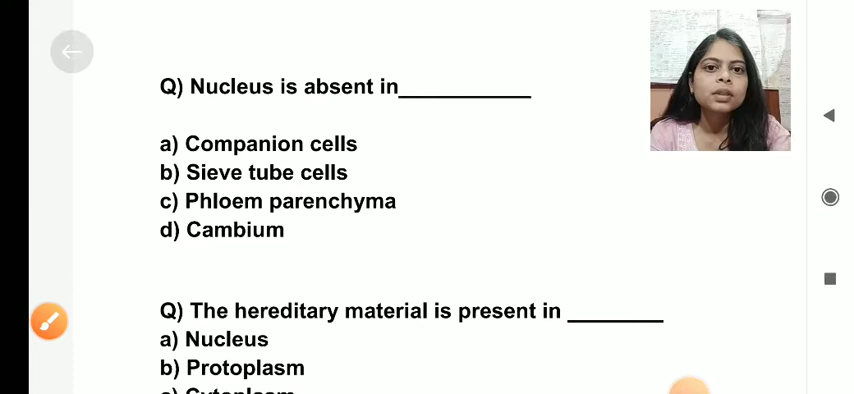 Q) Nucleus is absent in___________
a) Companion cells
b) Sieve tube cells
c) Phloem parenchyma
d) Cambium
Q) The hereditary material is present in ________
a) Nucleus
b) Protoplasm